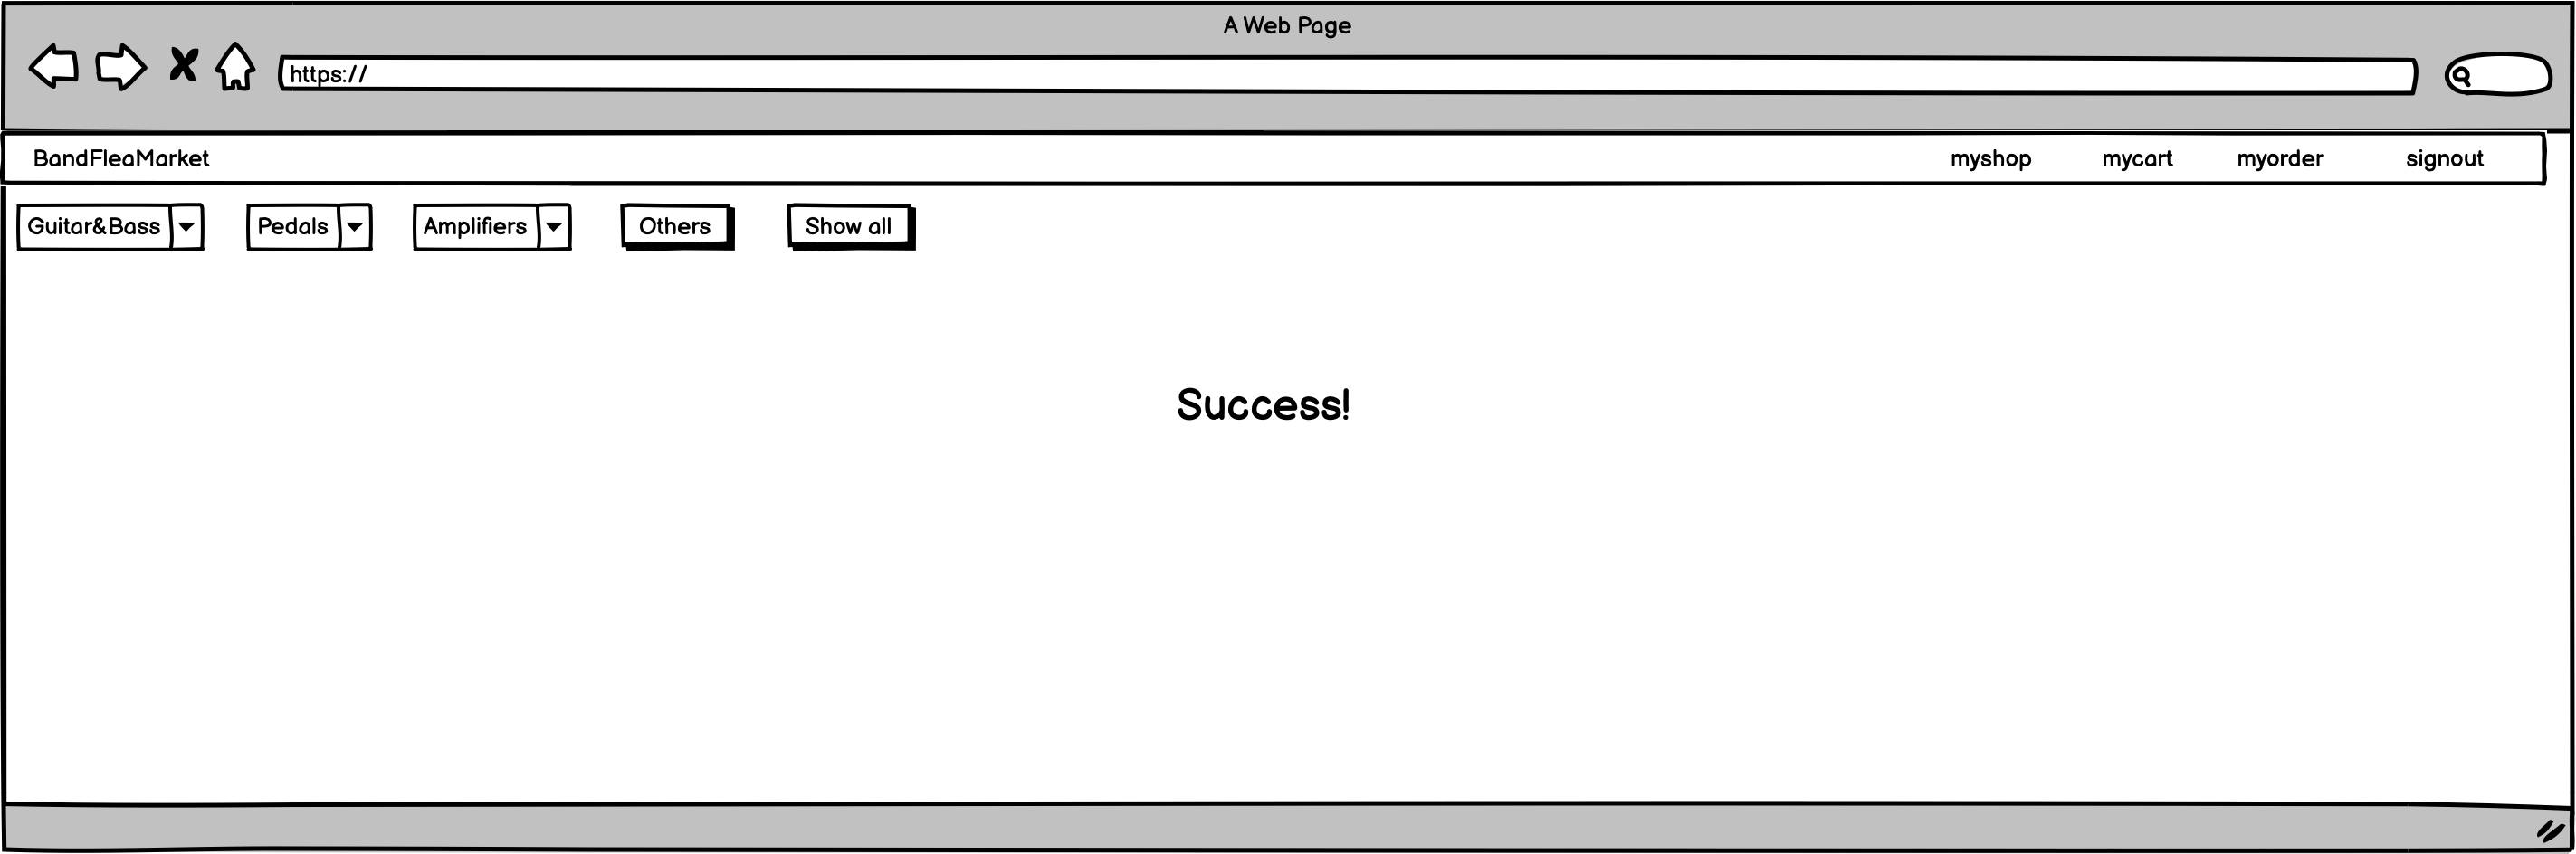 A Web Page
https://
BandFleaMarket myshop mycart myorder signout
Guitar&Bass Pedals Amplifiers Others Show all
Success!